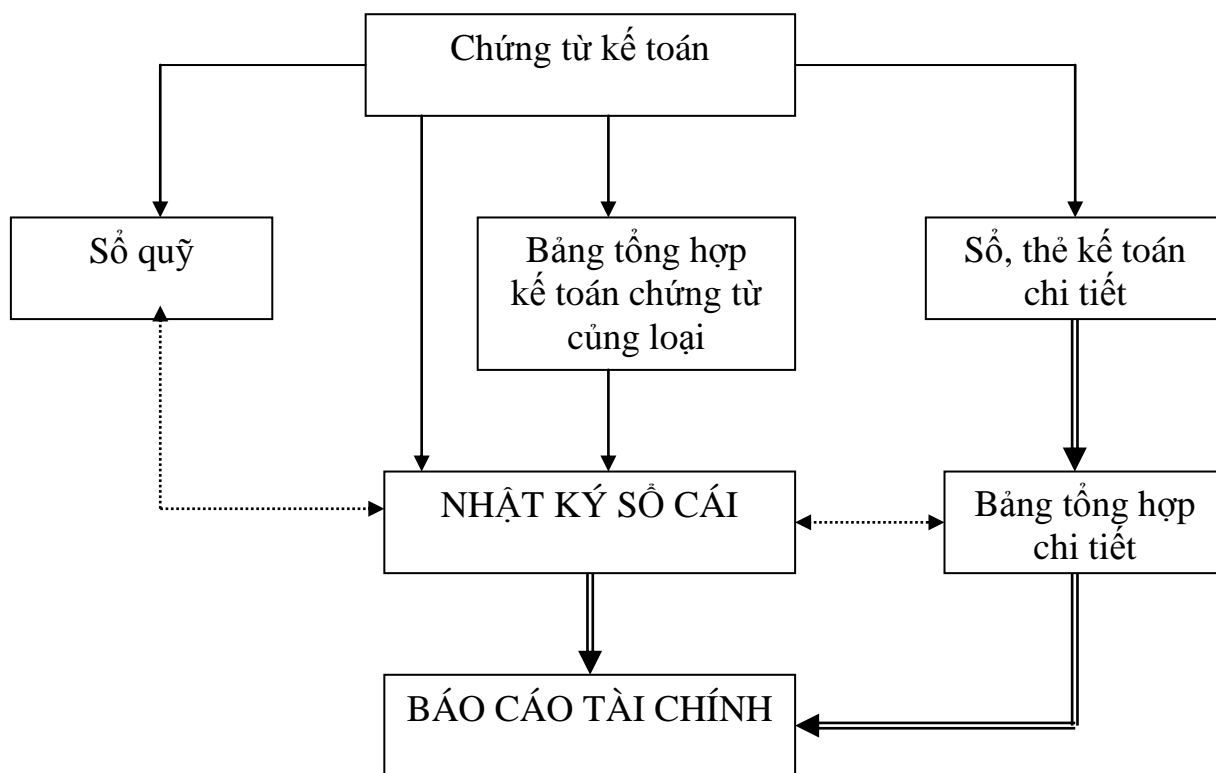 Chứng từ kế toán
Sổ quỹ
Bảng tổng hợp
kế toán chứng từ
củng loại
Sổ, thẻ kế toán
chi tiết
NHẬT KÝ SỔ CÁI
Bảng tổng hợp
chi tiết
BÁO CÁO TÀI CHÍNH